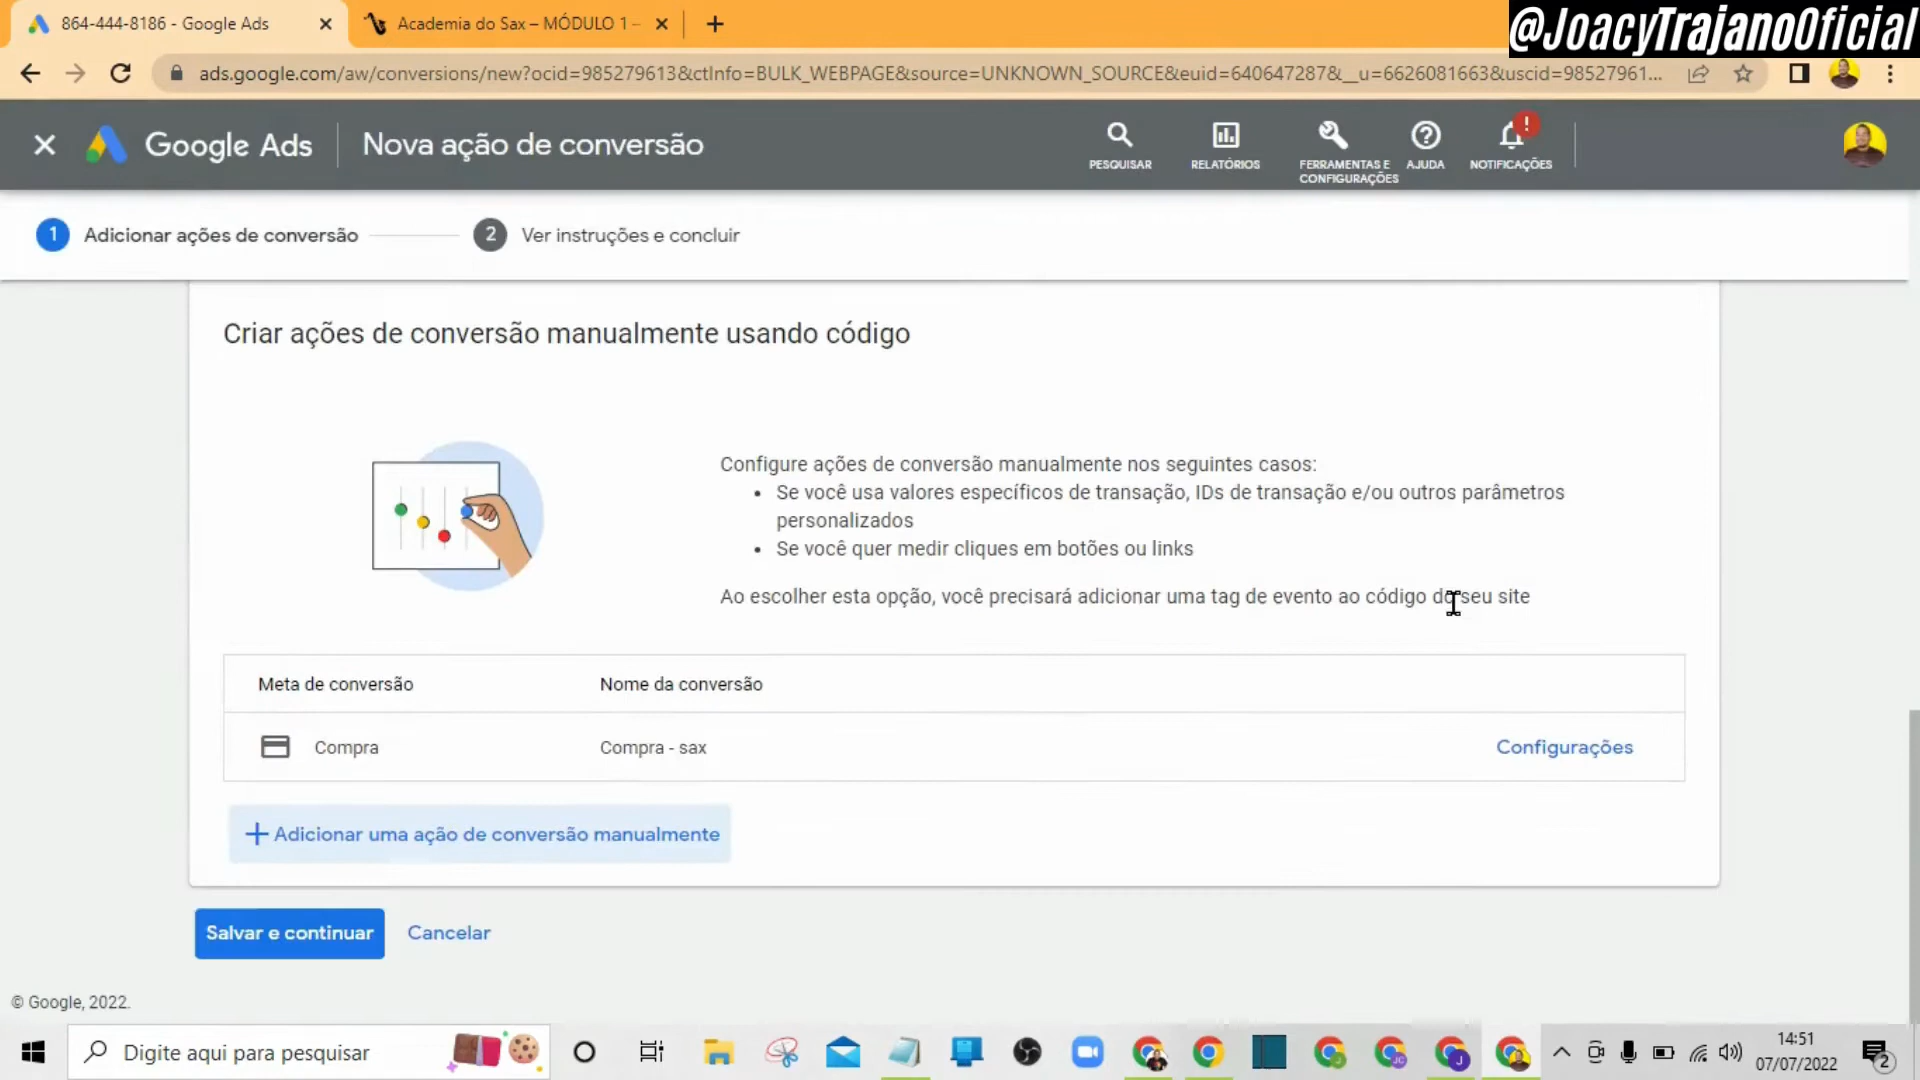 864-444-8186 - Google Ads
Academia do Sax – MÓDULO 1 –
@JoacyTrajanoOficial
ads.google.com/aw/conversions/new?ocid=985279613&ctInfo=BULK_WEBPAGE&source=UNKNOWN_SOURCE&euid=640647287&__u=6626081663&uscid=98527961...
Google Ads
Nova ação de conversão
PESQUISAR
RELATÓRIOS
FERRAMENTAS E
CONFIGURAÇÕES
AJUDA
!
NOTIFICAÇÕES
1 Adicionar ações de conversão
2 Ver instruções e concluir
Criar ações de conversão manualmente usando código
Configure ações de conversão manualmente nos seguintes casos:
• Se você usa valores específicos de transação, IDs de transação e/ou outros parâmetros
personalizados
• Se você quer medir cliques em botões ou links
Ao escolher esta opção, você precisará adicionar uma tag de evento ao código do seu site
Meta de conversão Nome da conversão
Compra Compra - sax Configurações
+ Adicionar uma ação de conversão manualmente
Salvar e continuar Cancelar
© Google, 2022.
Digite aqui para pesquisar
14:51
07/07/2022
2